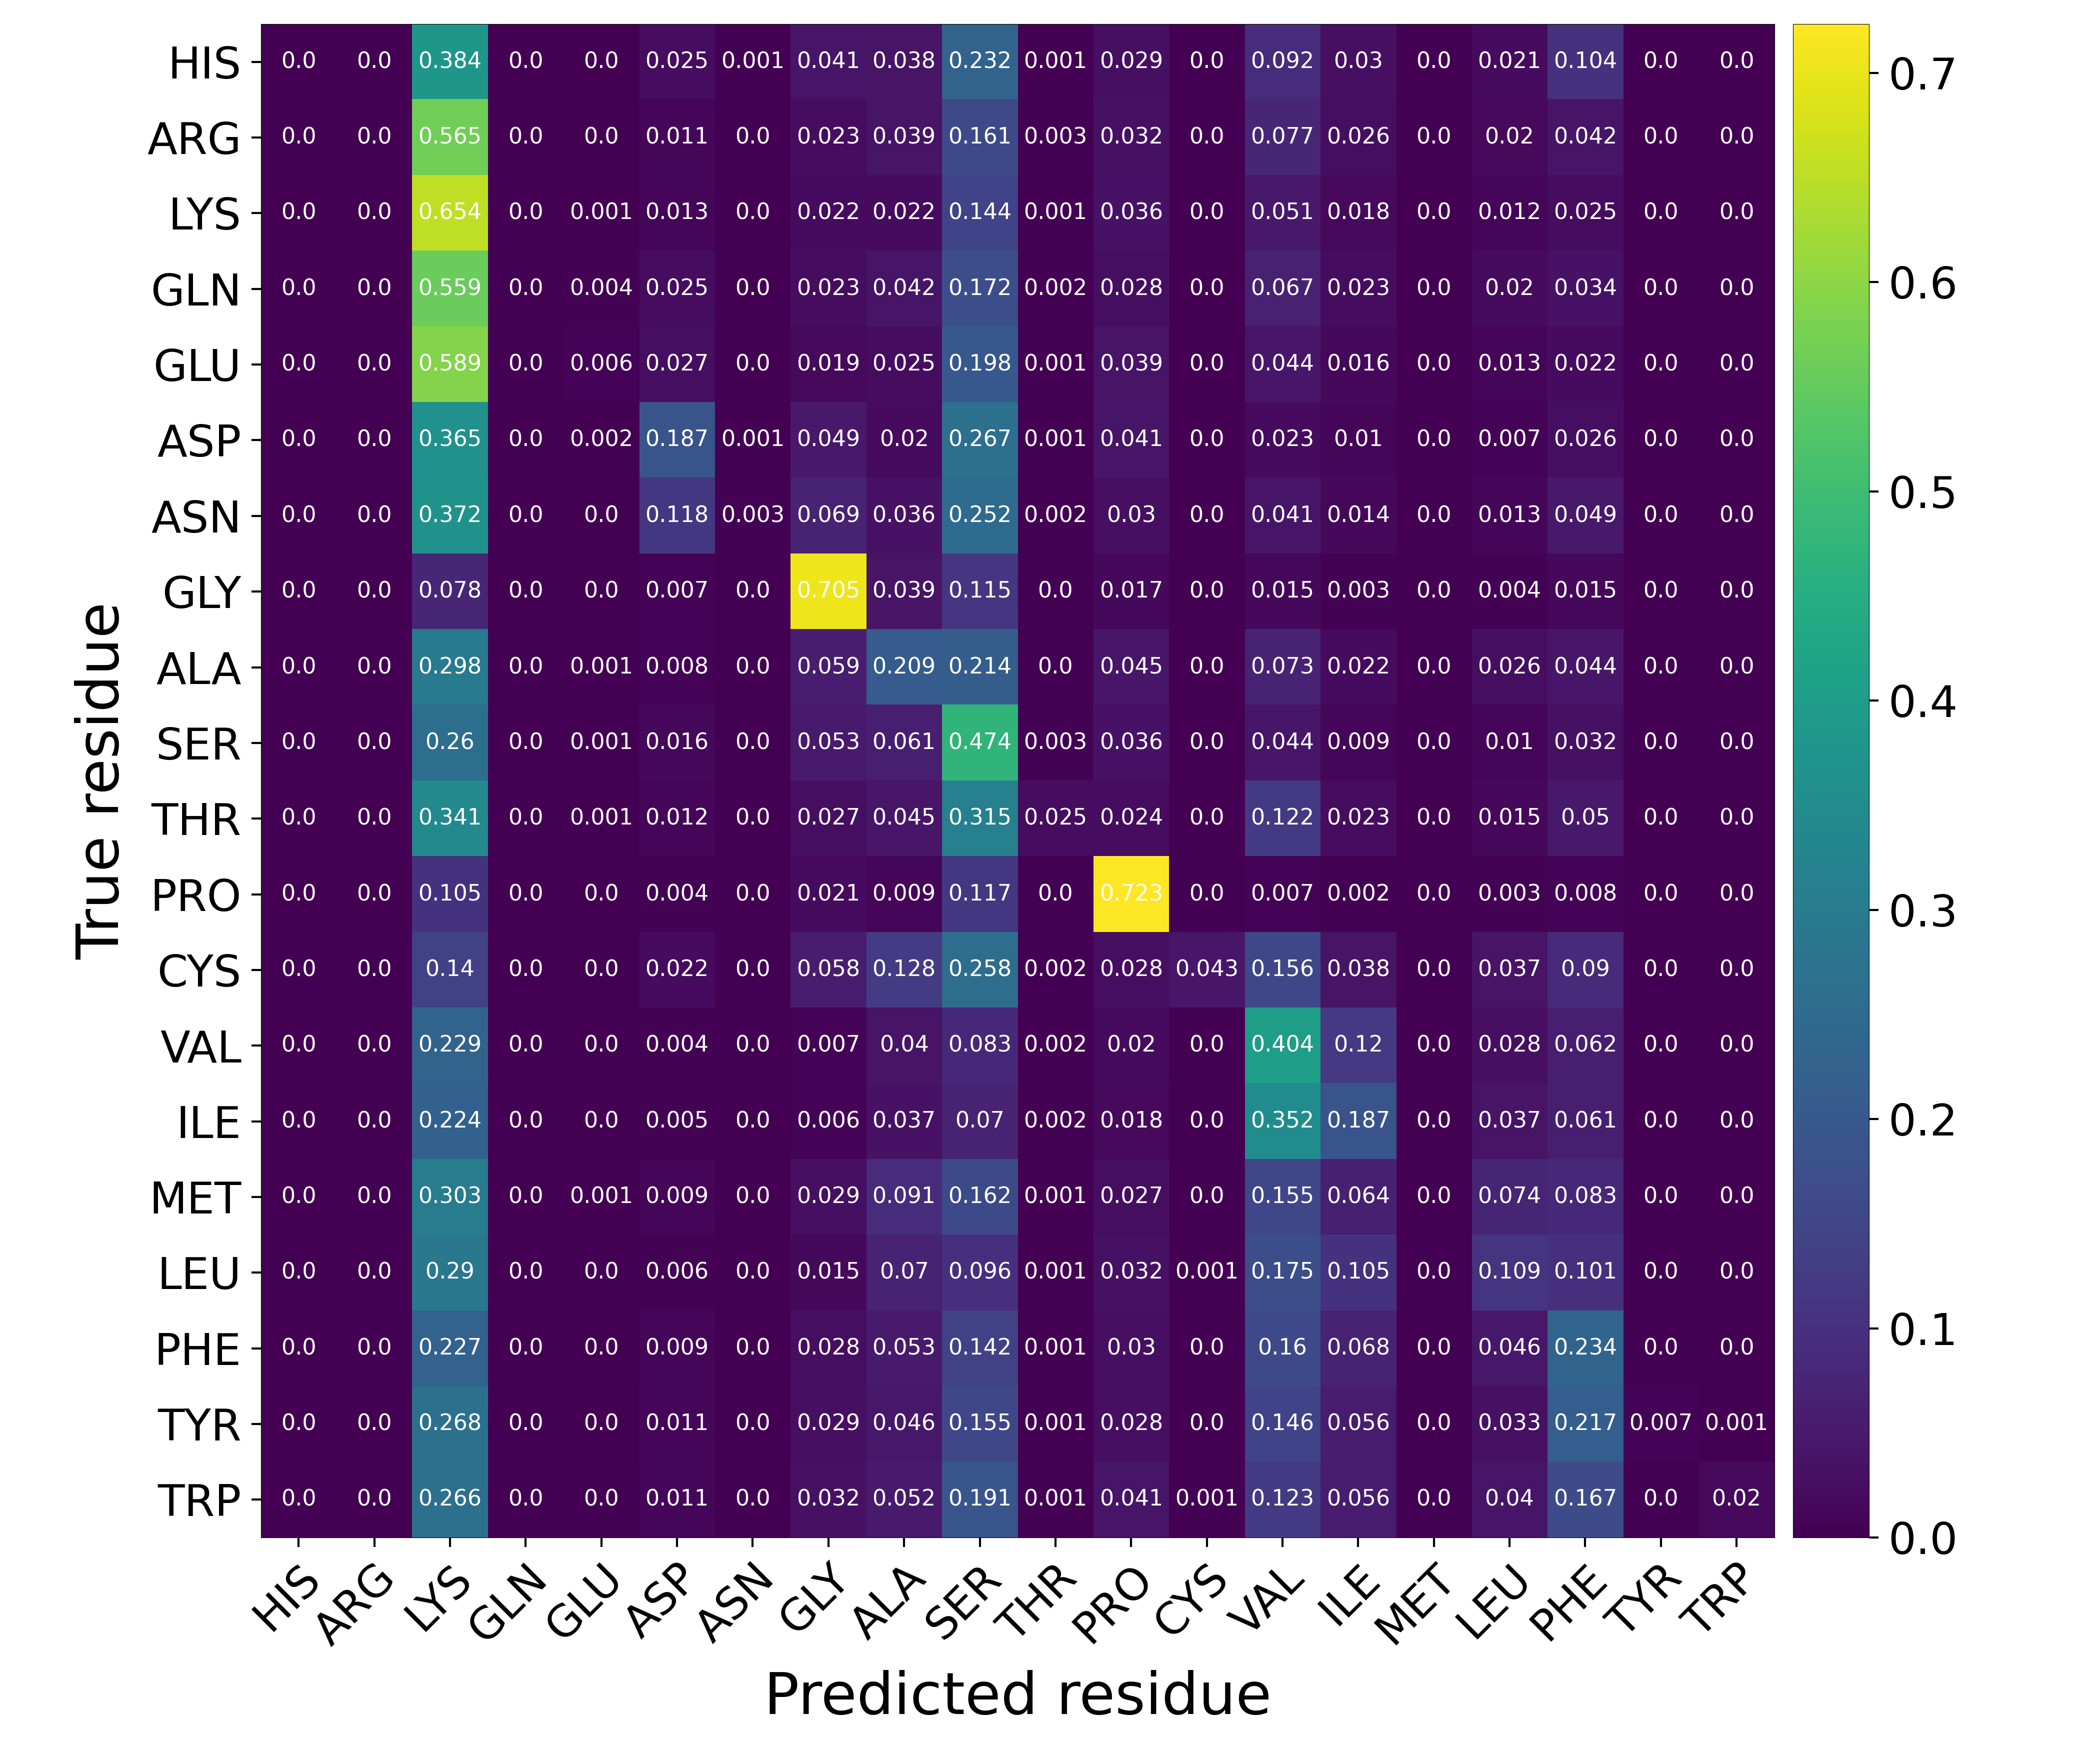 True residue
HIS 0.0 0.0 0.384 0.0 0.0 0.025 0.001 0.041 0.038 0.232 0.001 0.029 0.0 0.092 0.03 0.0 0.021 0.104 0.0 0.0
ARG 0.0 0.0 0.565 0.0 0.0 0.011 0.0 0.023 0.039 0.161 0.003 0.032 0.0 0.077 0.026 0.0 0.02 0.042 0.0 0.0
LYS 0.0 0.0 0.654 0.0 0.001 0.013 0.0 0.022 0.022 0.144 0.001 0.036 0.0 0.051 0.018 0.0 0.012 0.025 0.0 0.0
GLN 0.0 0.0 0.559 0.0 0.004 0.025 0.0 0.023 0.042 0.172 0.002 0.028 0.0 0.067 0.023 0.0 0.02 0.034 0.0 0.0
GLU 0.0 0.0 0.589 0.0 0.006 0.027 0.0 0.019 0.025 0.198 0.001 0.039 0.0 0.044 0.016 0.0 0.013 0.022 0.0 0.0
ASP 0.0 0.0 0.365 0.0 0.002 0.187 0.001 0.049 0.02 0.267 0.001 0.041 0.0 0.023 0.01 0.0 0.007 0.026 0.0 0.0
ASN 0.0 0.0 0.372 0.0 0.0 0.118 0.003 0.069 0.036 0.252 0.002 0.03 0.0 0.041 0.014 0.0 0.013 0.049 0.0 0.0
GLY 0.0 0.0 0.078 0.0 0.0 0.007 0.0 0.705 0.039 0.115 0.0 0.017 0.0 0.015 0.003 0.0 0.004 0.015 0.0 0.0
ALA 0.0 0.0 0.298 0.0 0.001 0.008 0.0 0.059 0.209 0.214 0.0 0.045 0.0 0.073 0.022 0.0 0.026 0.044 0.0 0.0
SER 0.0 0.0 0.26 0.0 0.001 0.016 0.0 0.053 0.061 0.474 0.003 0.036 0.0 0.044 0.009 0.0 0.01 0.032 0.0 0.0
THR 0.0 0.0 0.341 0.0 0.001 0.012 0.0 0.027 0.045 0.315 0.025 0.024 0.0 0.122 0.023 0.0 0.015 0.05 0.0 0.0
PRO 0.0 0.0 0.105 0.0 0.0 0.004 0.0 0.021 0.009 0.117 0.0 0.723 0.0 0.007 0.002 0.0 0.003 0.008 0.0 0.0
CYS 0.0 0.0 0.14 0.0 0.0 0.022 0.0 0.058 0.128 0.258 0.002 0.028 0.043 0.156 0.038 0.0 0.037 0.09 0.0 0.0
VAL 0.0 0.0 0.229 0.0 0.0 0.004 0.0 0.007 0.04 0.083 0.002 0.02 0.0 0.404 0.12 0.0 0.028 0.062 0.0 0.0
ILE 0.0 0.0 0.224 0.0 0.0 0.005 0.0 0.006 0.037 0.07 0.002 0.018 0.0 0.352 0.187 0.0 0.037 0.061 0.0 0.0
MET 0.0 0.0 0.303 0.0 0.001 0.009 0.0 0.029 0.091 0.162 0.001 0.027 0.0 0.155 0.064 0.0 0.074 0.083 0.0 0.0
LEU 0.0 0.0 0.29 0.0 0.0 0.006 0.0 0.015 0.07 0.096 0.001 0.032 0.001 0.175 0.105 0.0 0.109 0.101 0.0 0.0
PHE 0.0 0.0 0.227 0.0 0.0 0.009 0.0 0.028 0.053 0.142 0.001 0.03 0.0 0.16 0.068 0.0 0.046 0.234 0.0 0.0
TYR 0.0 0.0 0.268 0.0 0.0 0.011 0.0 0.029 0.046 0.155 0.001 0.028 0.0 0.146 0.056 0.0 0.033 0.217 0.007 0.001
TRP 0.0 0.0 0.266 0.0 0.0 0.011 0.0 0.032 0.052 0.191 0.001 0.041 0.001 0.123 0.056 0.0 0.04 0.167 0.0 0.02
HIS ARG LYS GLN GLU ASP ASN GLY ALA SER THR PRO CYS VAL ILE MET LEU PHE TYR TRP
Predicted residue
0.7
0.6
0.5
0.4
0.3
0.2
0.1
0.0